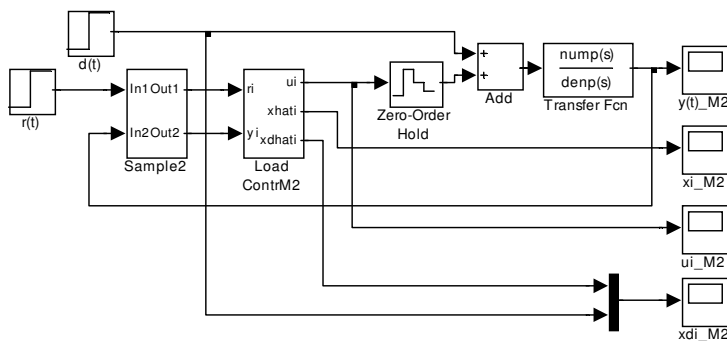 d(t)
r(t)
In1 Out1
In2 Out2
Sample2
ri
yi
ui
xhati
xdhati
Load
ContrM2
Zero-Order
Hold
+
+
Add
nump(s)
denp(s)
Transfer Fcn
y(t)_M2
xi_M2
ui_M2
xdi_M2